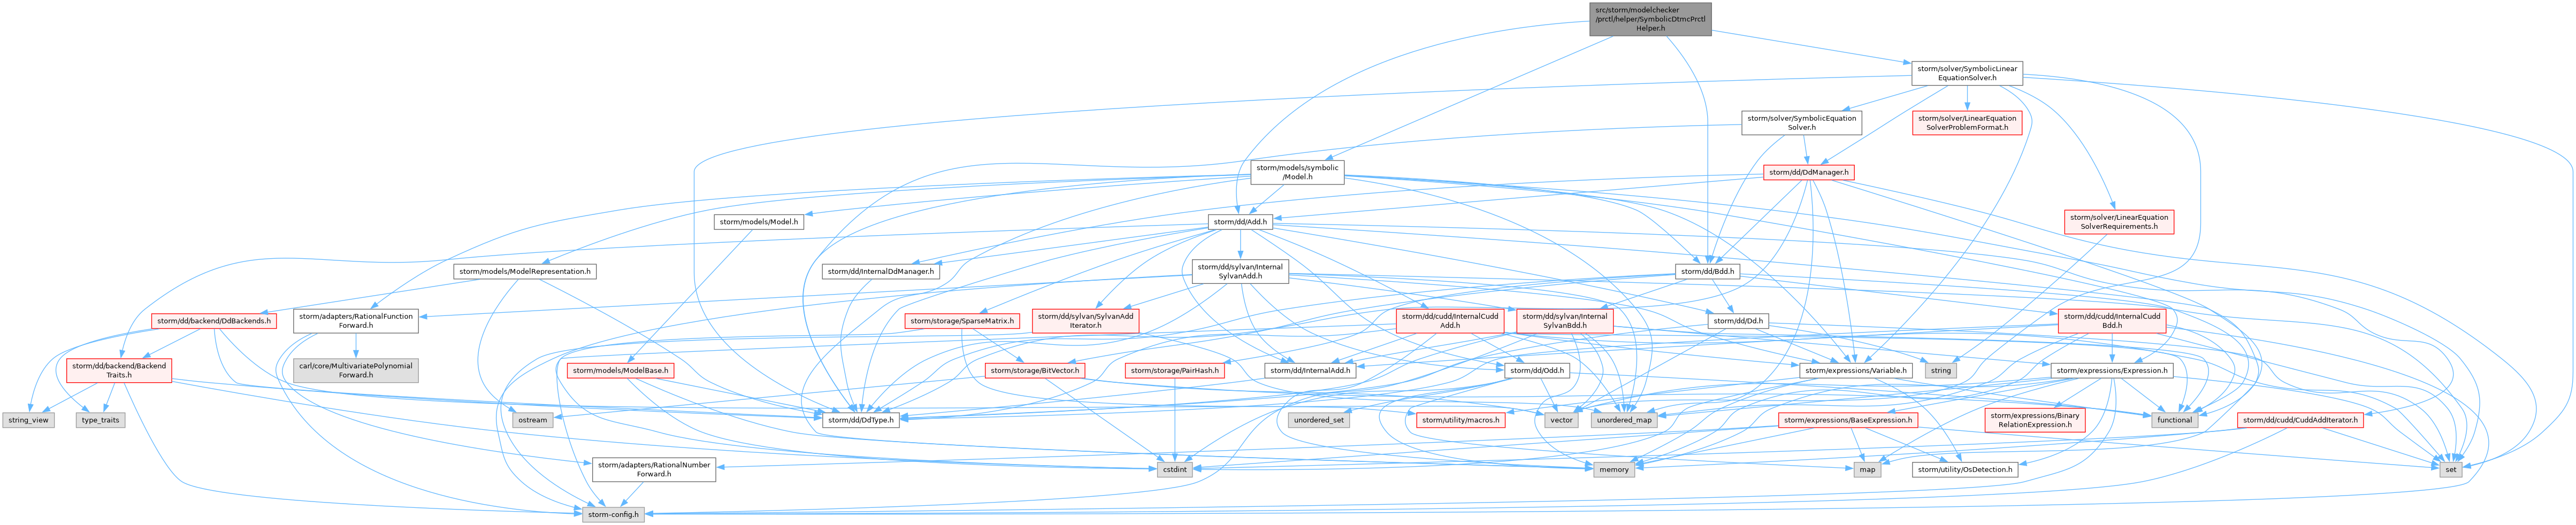 src/storm/modelchecker
/prctl/helper/SymbolicDtmcPrctl
Helper.h
storm/solver/SymbolicLinear
EquationSolver.h
storm/solver/SymbolicEquation
Solver.h
storm/solver/LinearEquation
SolverProblemFormat.h
storm/models/symbolic
/Model.h
storm/dd/DdManager.h
storm/models/Model.h
storm/dd/Add.h
storm/solver/LinearEquation
SolverRequirements.h
storm/models/ModelRepresentation.h
storm/dd/InternalDdManager.h
storm/dd/sylvan/Internal
SylvanAdd.h
storm/dd/Bdd.h
storm/dd/backend/DdBackends.h
storm/adapters/RationalFunction
Forward.h
storm/storage/SparseMatrix.h
storm/dd/sylvan/SylvanAdd
Iterator.h
storm/dd/cudd/InternalCudd
Add.h
storm/dd/sylvan/Internal
SylvanBdd.h
storm/dd/Dd.h
storm/dd/cudd/InternalCudd
Bdd.h
storm/dd/backend/Backend
Traits.h
carl/core/MultivariatePolynomial
Forward.h
storm/models/ModelBase.h
storm/storage/BitVector.h
storm/storage/PairHash.h
storm/dd/InternalAdd.h
storm/dd/Odd.h
storm/expressions/Variable.h
string
storm/expressions/Expression.h
string_view
type_traits
ostream
storm/dd/DdType.h
unordered_set
storm/utility/macros.h
vector
unordered_map
storm/expressions/BaseExpression.h
storm/expressions/Binary
RelationExpression.h
functional
storm/dd/cudd/CuddAddIterator.h
storm/adapters/RationalNumber
Forward.h
cstdint
memory
map
storm/utility/OsDetection.h
set
storm-config.h